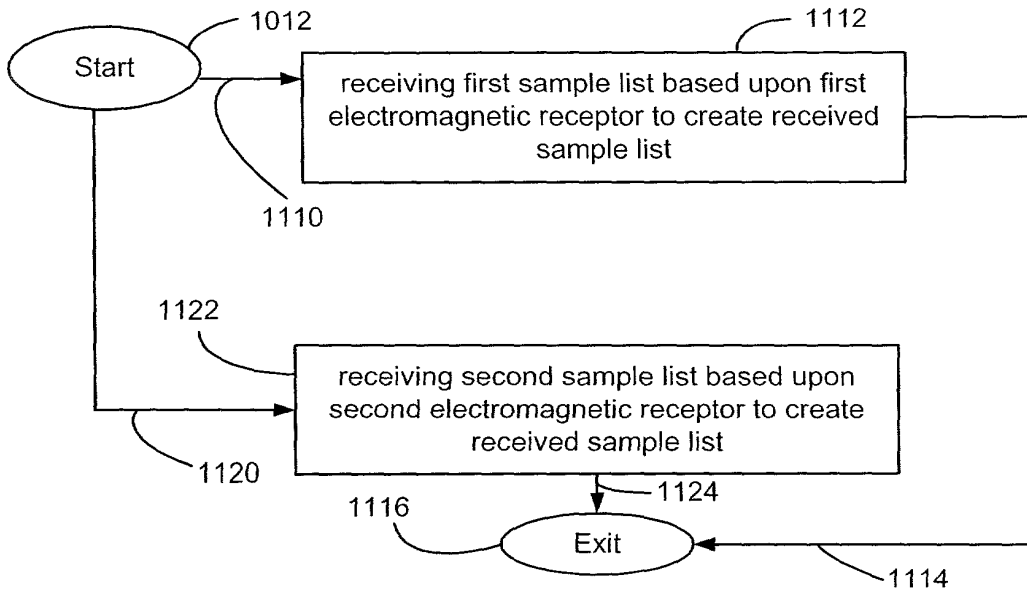 1012
Start
1112
receiving first sample list based upon first
electromagnetic receptor to create received
sample list
1110
1122
receiving second sample list based upon
second electromagnetic receptor to create
received sample list
1120
1124
1116
Exit
1114